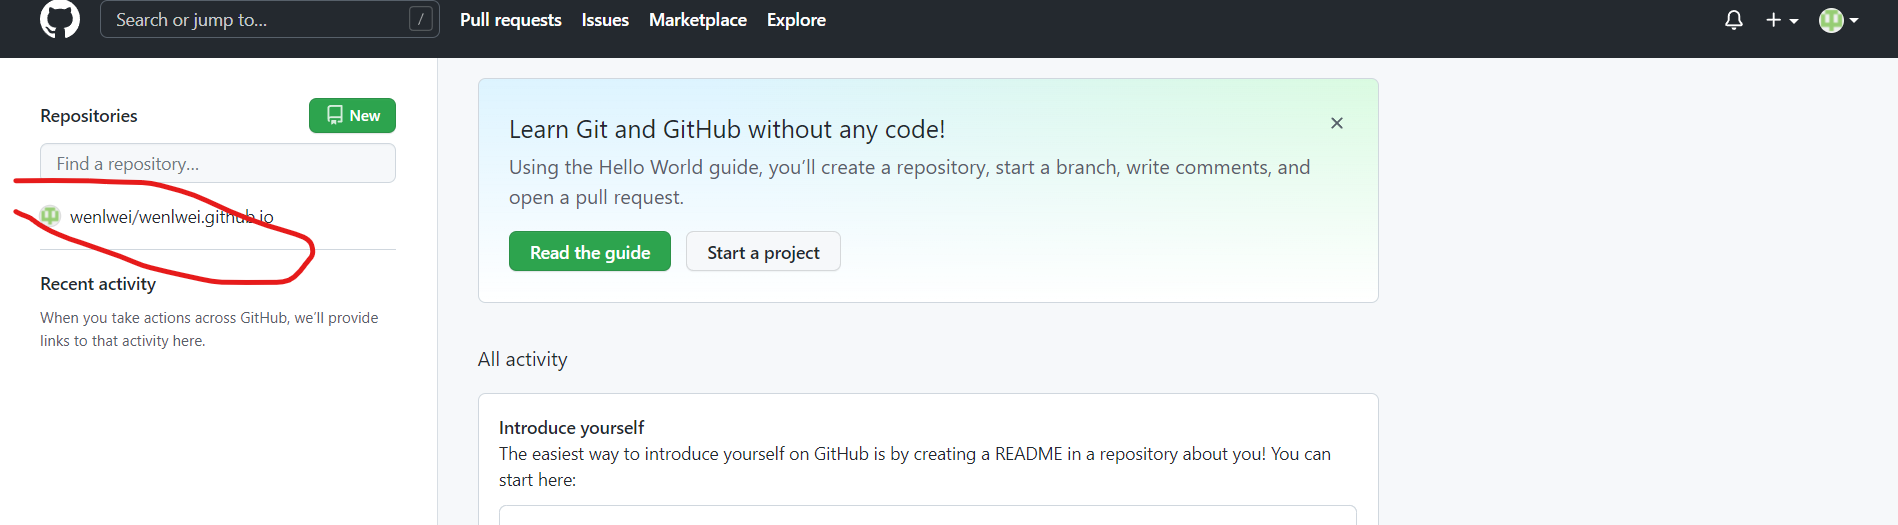 Search or jump to...
/
Pull requests
Issues
Marketplace
Explore
Repositories
New
Find a repository...
wenlwei/wenlwei.github.io
Recent activity
When you take actions across GitHub, we'll provide
links to that activity here.
Learn Git and GitHub without any code!
Using the Hello World guide, you'll create a repository, start a branch, write comments, and
open a pull request.
Read the guide
Start a project
All activity
Introduce yourself
The easiest way to introduce yourself on GitHub is by creating a README in a repository about you! You can
start here: